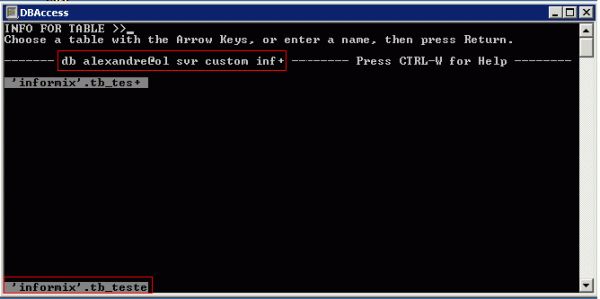 DBAccess
INFO FOR TABLE >>_
Choose a table with the Arrow Keys, or enter a name, then press Return.
------- db alexandre@ol svr custom inf+ -------- Press CTRL-W for Help --------
'informix'.tb_tes+
'informix'.tb_teste